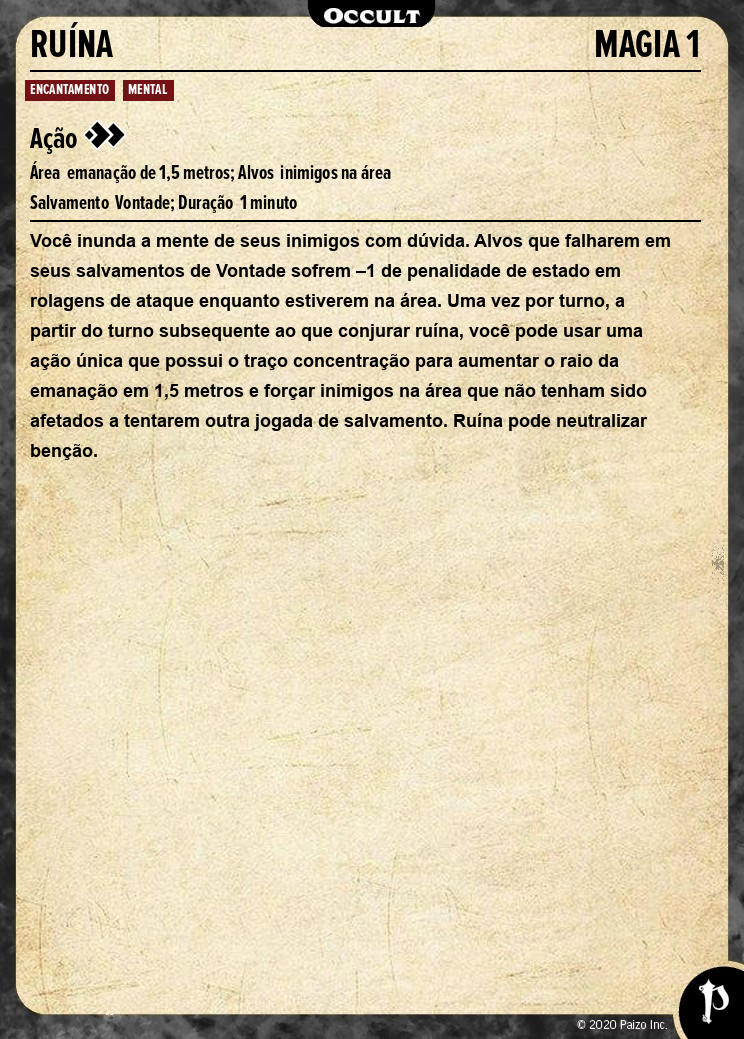 Occult
RUÍNA MAGIA 1
ENCANTAMENTO MENTAL
Ação
Área emanação de 1,5 metros; Alvos inimigos na área
Salvamento Vontade; Duração 1 minuto
Você inunda a mente de seus inimigos com dúvida. Alvos que falharem em
seus salvamentos de Vontade sofrem –1 de penalidade de estado em
rolagens de ataque enquanto estiverem na área. Uma vez por turno, a
partir do turno subsequente ao que conjurar ruína, você pode usar uma
ação única que possui o traço concentração para aumentar o raio da
emanação em 1,5 metros e forçar inimigos na área que não tenham sido
afetados a tentarem outra jogada de salvamento. Ruína pode neutralizar
benção.
© 2020 Paizo Inc.
P